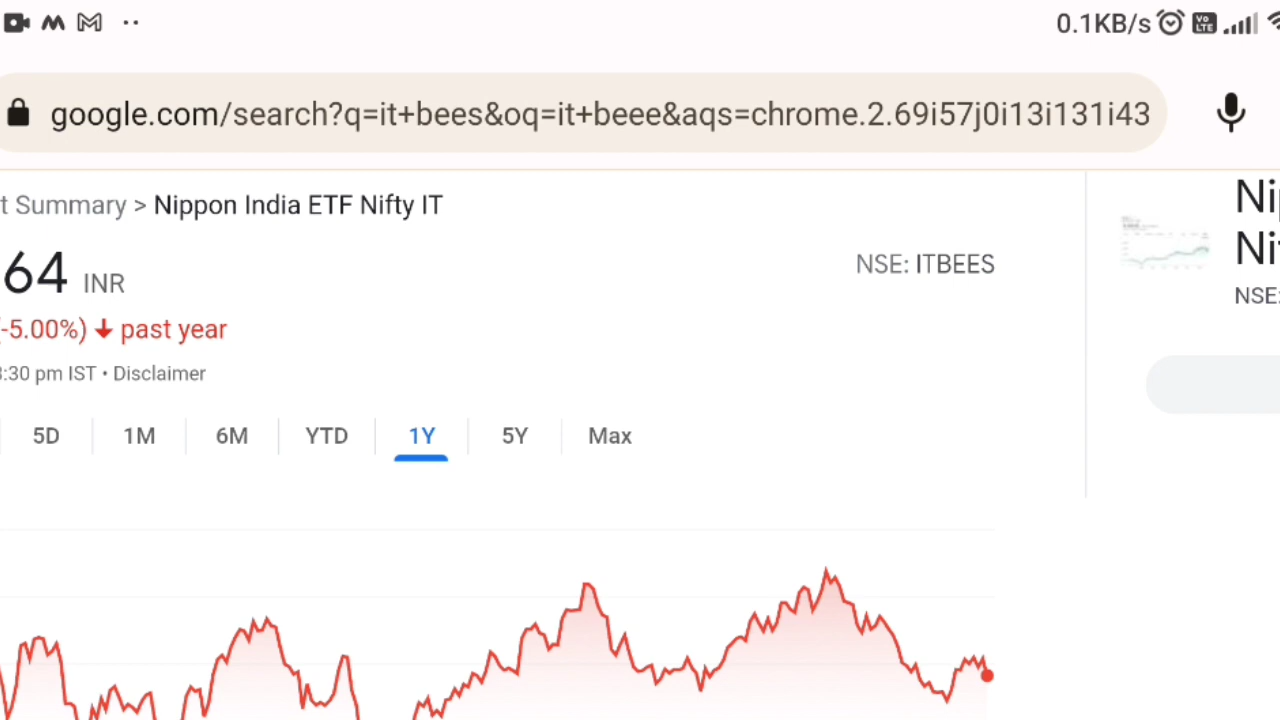 0.1KB/s Vo LTE
google.com/search?q=it+bees&oq=it+beee&aqs=chrome.2.69i57j0i13i131i43
t Summary > Nippon India ETF Nifty IT
64 INR
NSE: ITBEES
(-5.00%) ↓ past year
:30 pm IST • Disclaimer
5D 1M 6M YTD 1Y 5Y Max
Ni
Ni
NSE: